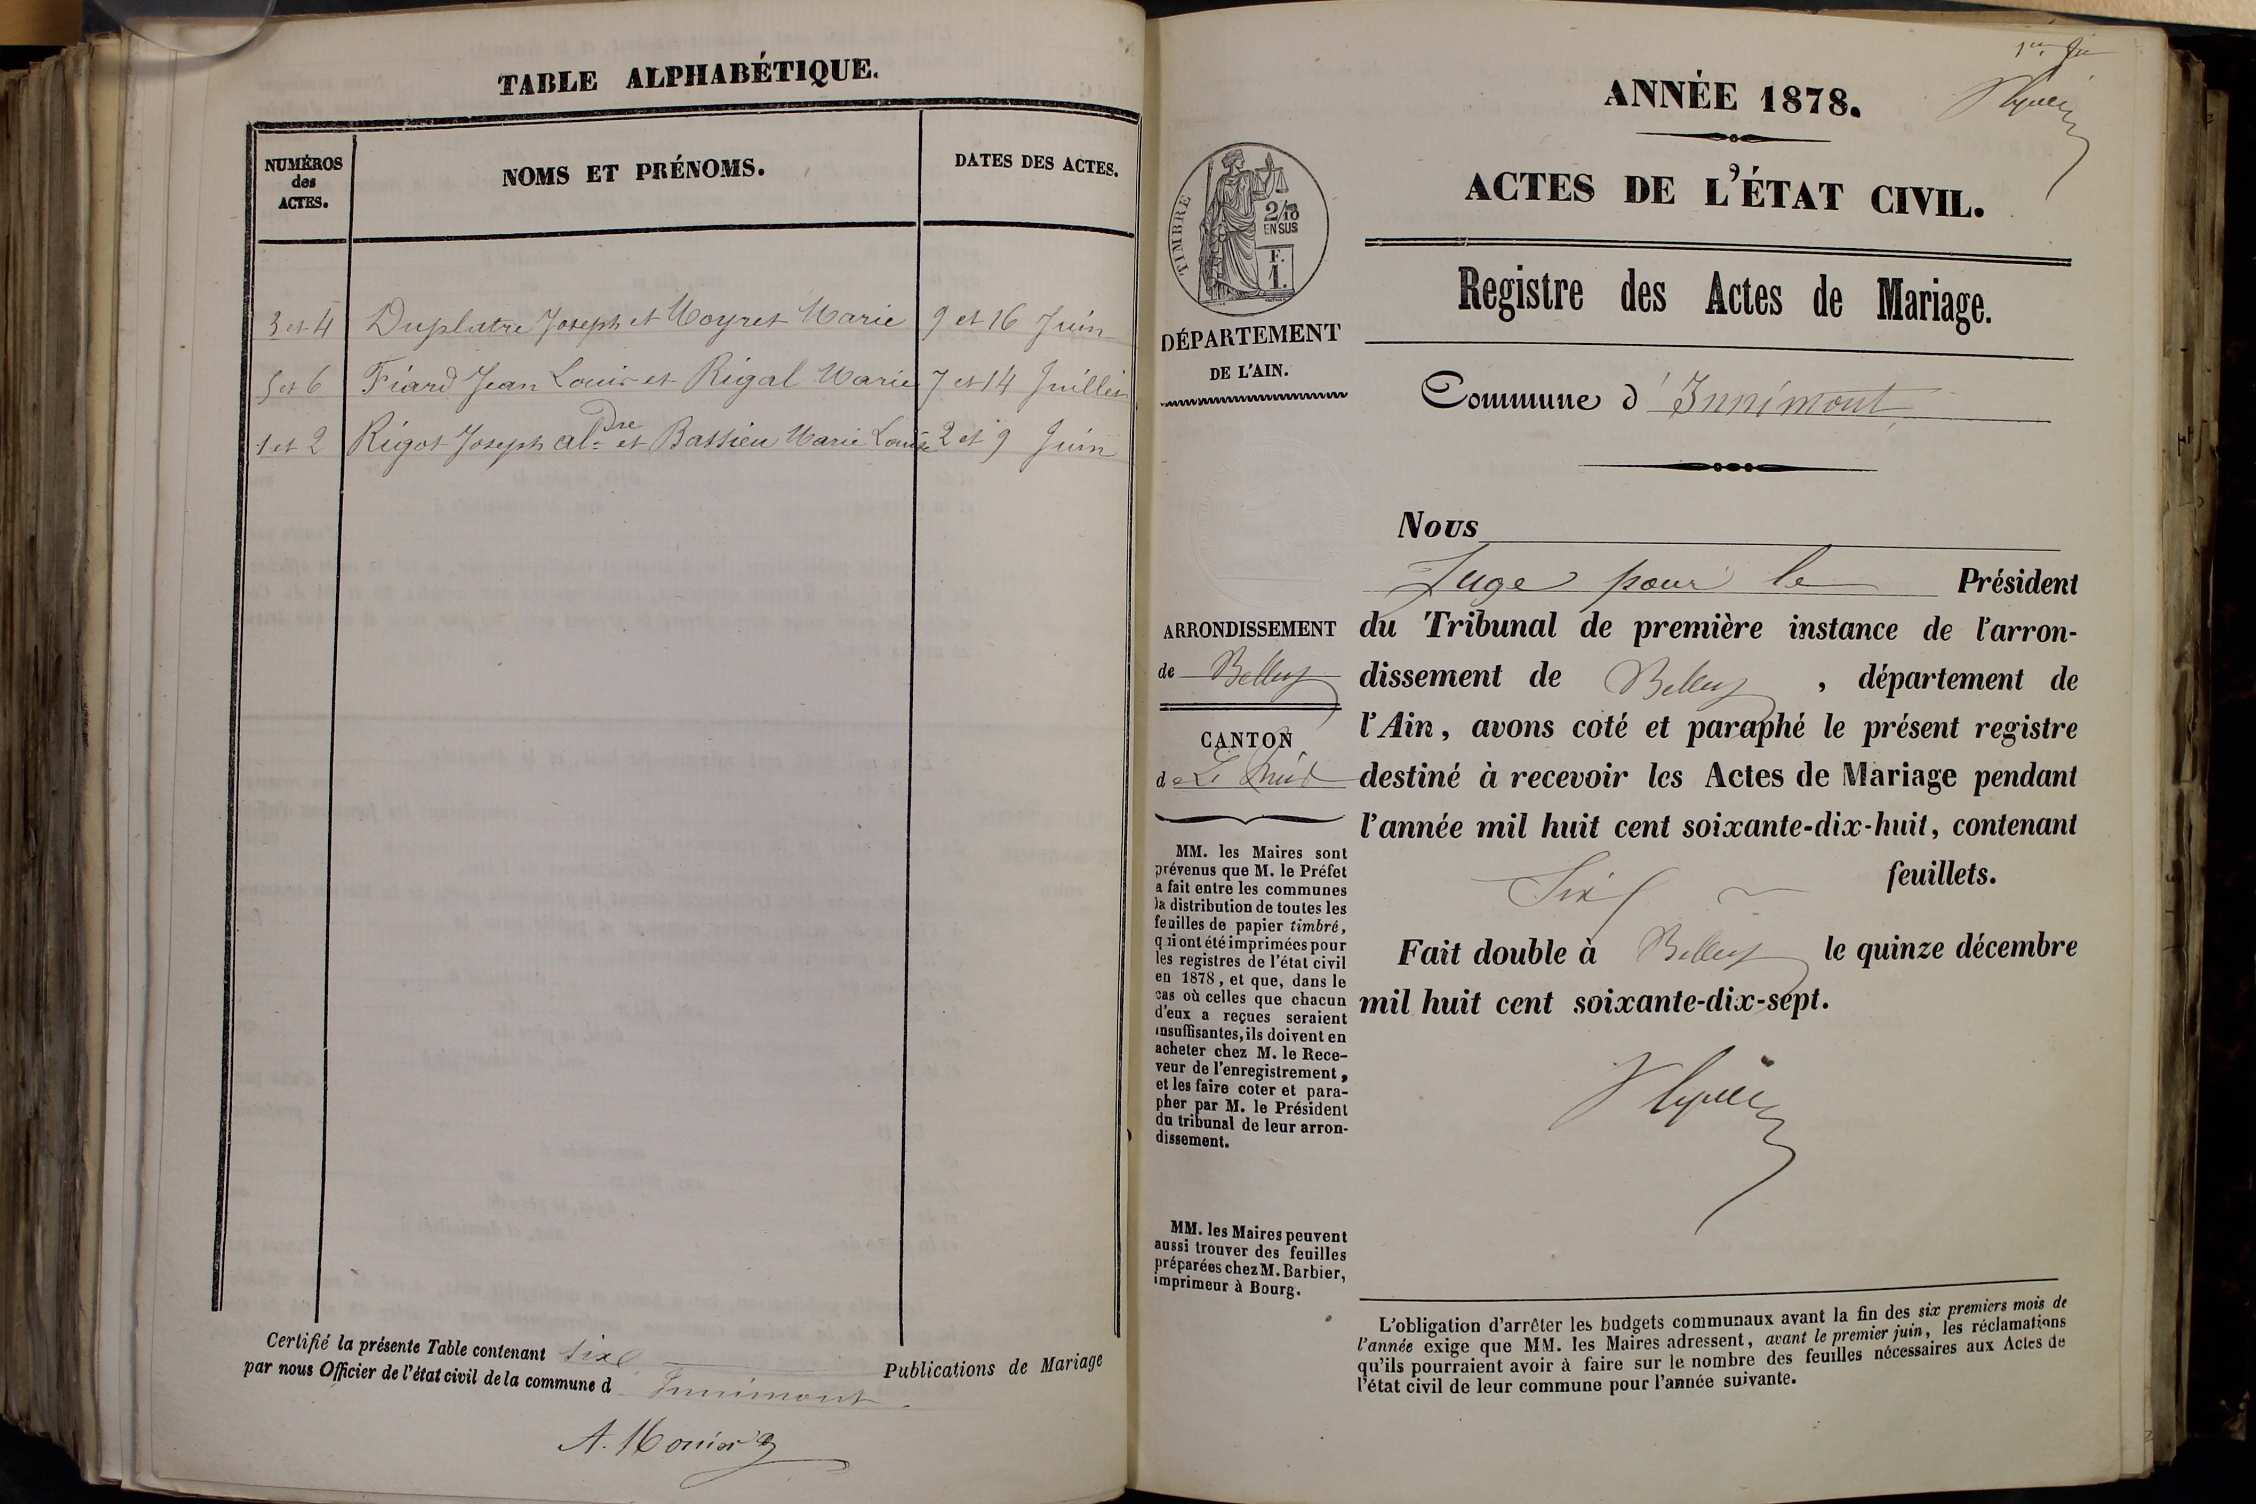 TABLE ALPHABÉTIQUE.
NUMÉROS
des
ACTES.
NOMS ET PRÉNOMS.
DATES DES ACTES.
3 et 4 Duplatre Joseph et Moyret Marie 9 et 16 Juin
5 et 6 Fiard Jean Louis et Rigal Marie 7 et 14 Juillet
1 et 2 Rigot Joseph Al.dre et Bassieu Marie Louise 2 et 9 Juin
Certifié la présente Table contenant six Publications de Mariage
par nous Officier de l'état civil de la commune d Innimont
1er
ANNÉE 1878.
ACTES DE L'ÉTAT CIVIL.
TIMBRE
2/10
EN SUS
F.
1.
Registre des Actes de Mariage.
DÉPARTEMENT
DE L'AIN.
Commune d'Innimont
Nous
Juge pour le Président
du Tribunal de première instance de l'arron-
dissement de Belley, département de
l'Ain, avons coté et paraphé le présent registre
destiné à recevoir les Actes de Mariage pendant
l'année mil huit cent soixante-dix-huit, contenant
Six feuillets.
Fait double à Belley le quinze décembre
mil huit cent soixante-dix-sept.
ARRONDISSEMENT
de Belley
CANTON
de
MM. les Maires sont
prévenus que M. le Préfet
a fait entre les communes
la distribution de toutes les
feuilles de papier timbré,
qui ont été imprimées pour
les registres de l'état civil
en 1878, et que, dans le
cas où celles que chacun
d'eux a reçues seraient
insuffisantes, ils doivent en
acheter chez M. le Rece-
veur de l'enregistrement,
et les faire coter et para-
pher par M. le Président
du tribunal de leur arron-
dissement.
MM. les Maires peuvent
aussi trouver des feuilles
préparées chez M. Barbier,
imprimeur à Bourg.
L'obligation d'arrêter les budgets communaux avant la fin des six premiers mois de
l'année exige que MM. les Maires adressent, avant le premier juin, les réclamations
qu'ils pourraient avoir à faire sur le nombre des feuilles nécessaires aux Actes de
l'état civil de leur commune pour l'année suivante.